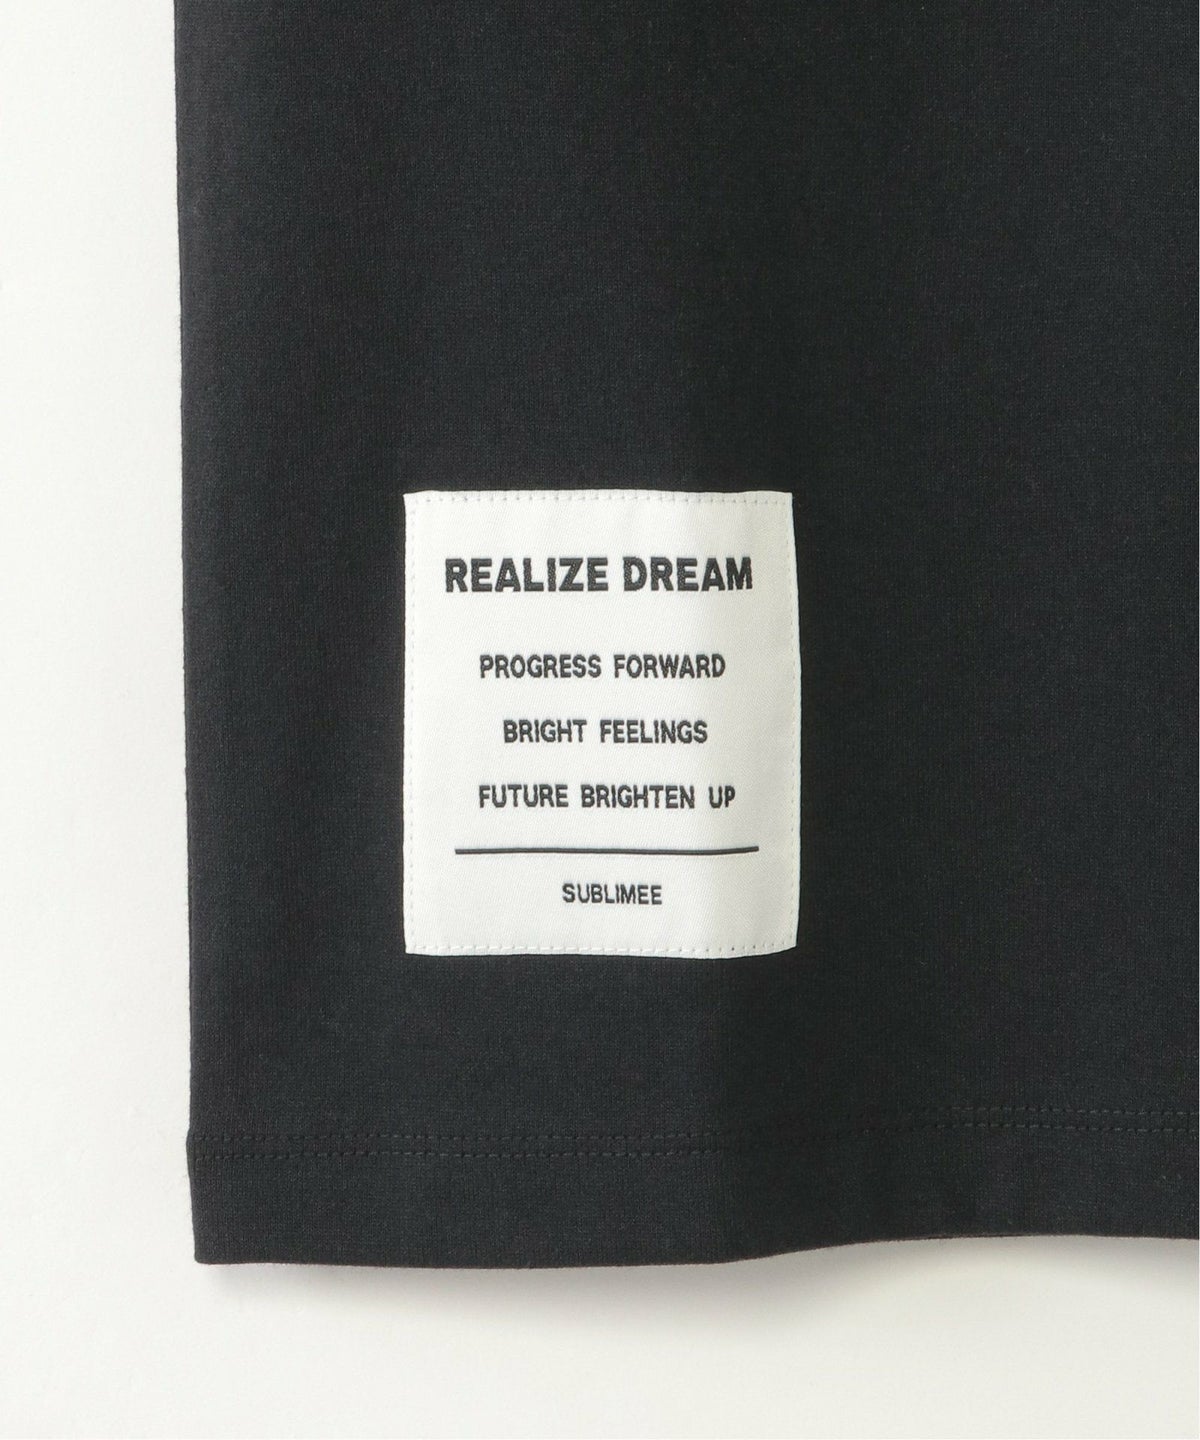 REALIZE DREAM
PROGRESS FORWARD
BRIGHT FEELINGS
FUTURE BRIGHTEN UP
SUBLIMEE